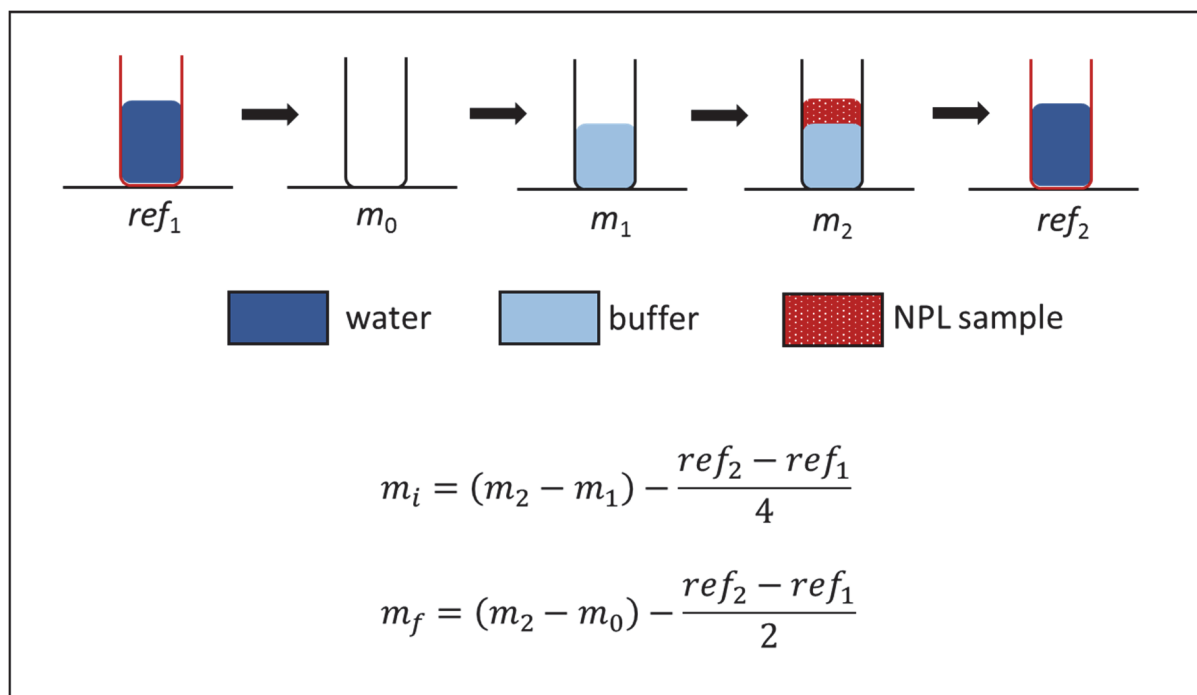 ref₁ m₀ m₁ m₂ ref₂
water buffer NPL sample
mᵢ = (m₂ − m₁) − (ref₂ − ref₁)/4
m_f = (m₂ − m₀) − (ref₂ − ref₁)/2